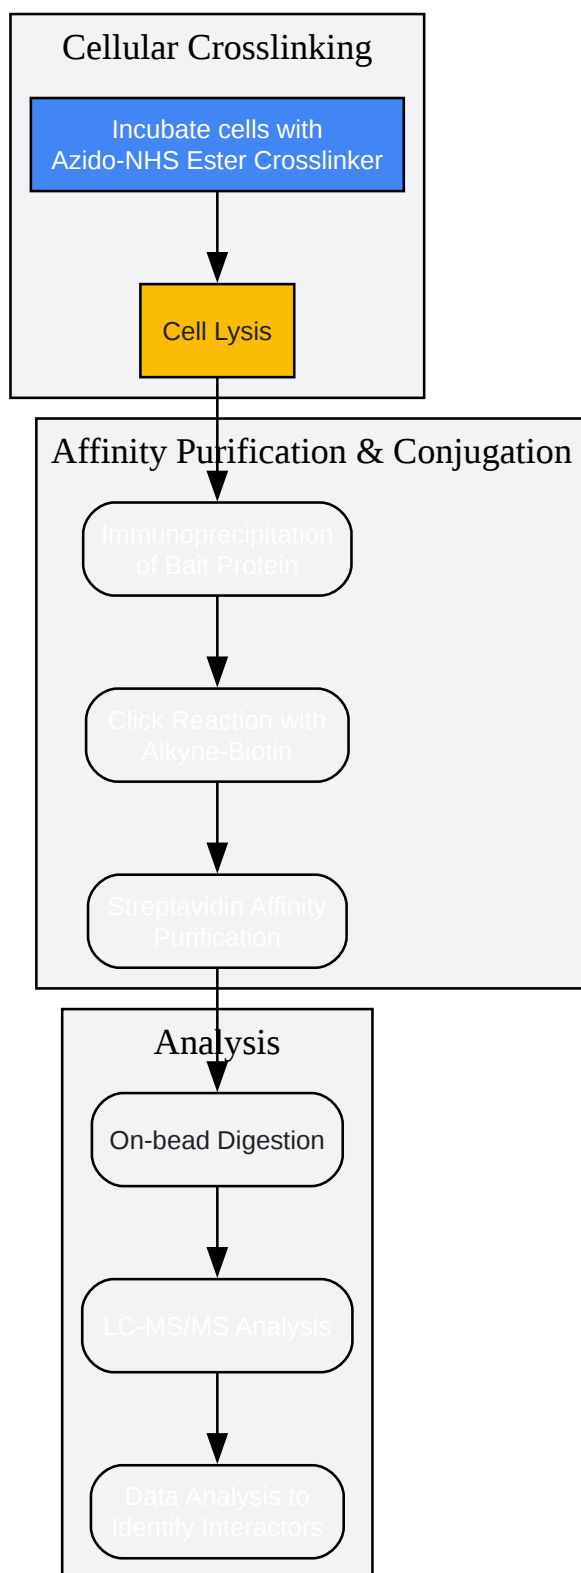 Cellular Crosslinking
Incubate cells with
Azido-NHS Ester Crosslinker
Cell Lysis
Affinity Purification & Conjugation
Immunoprecipitation
of Bait Protein
Click Reaction with
Alkyne-Biotin
Streptavidin Affinity
Purification
Analysis
On-bead Digestion
LC-MS/MS Analysis
Data Analysis to
Identify Interactors